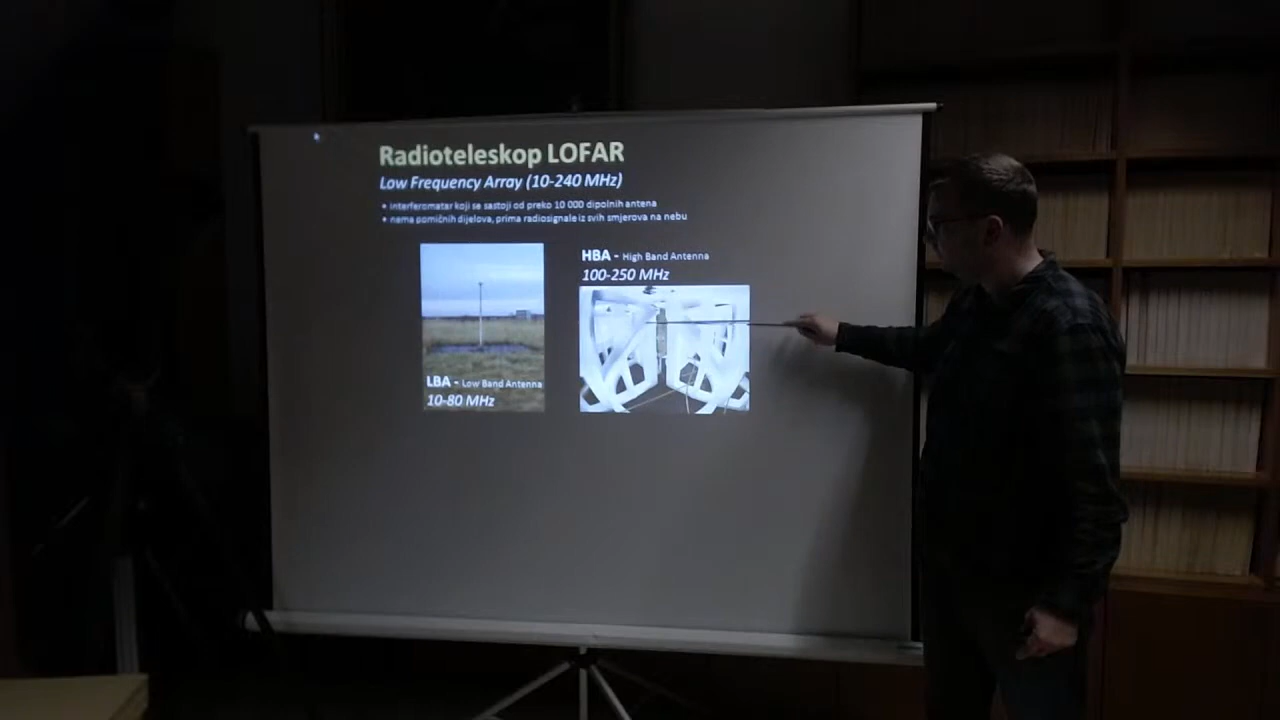 Radioteleskop LOFAR
Low Frequency Array (10-240 MHz)
• interferomatar koji se sastoji od preko 10 000 dipolnih antena
• nema pomičnih dijelova, prima radiosignale iz svih smjerova na nebu
HBA - High Band Antenna
100-250 MHz
LBA - Low Band Antenna
10-80 MHz